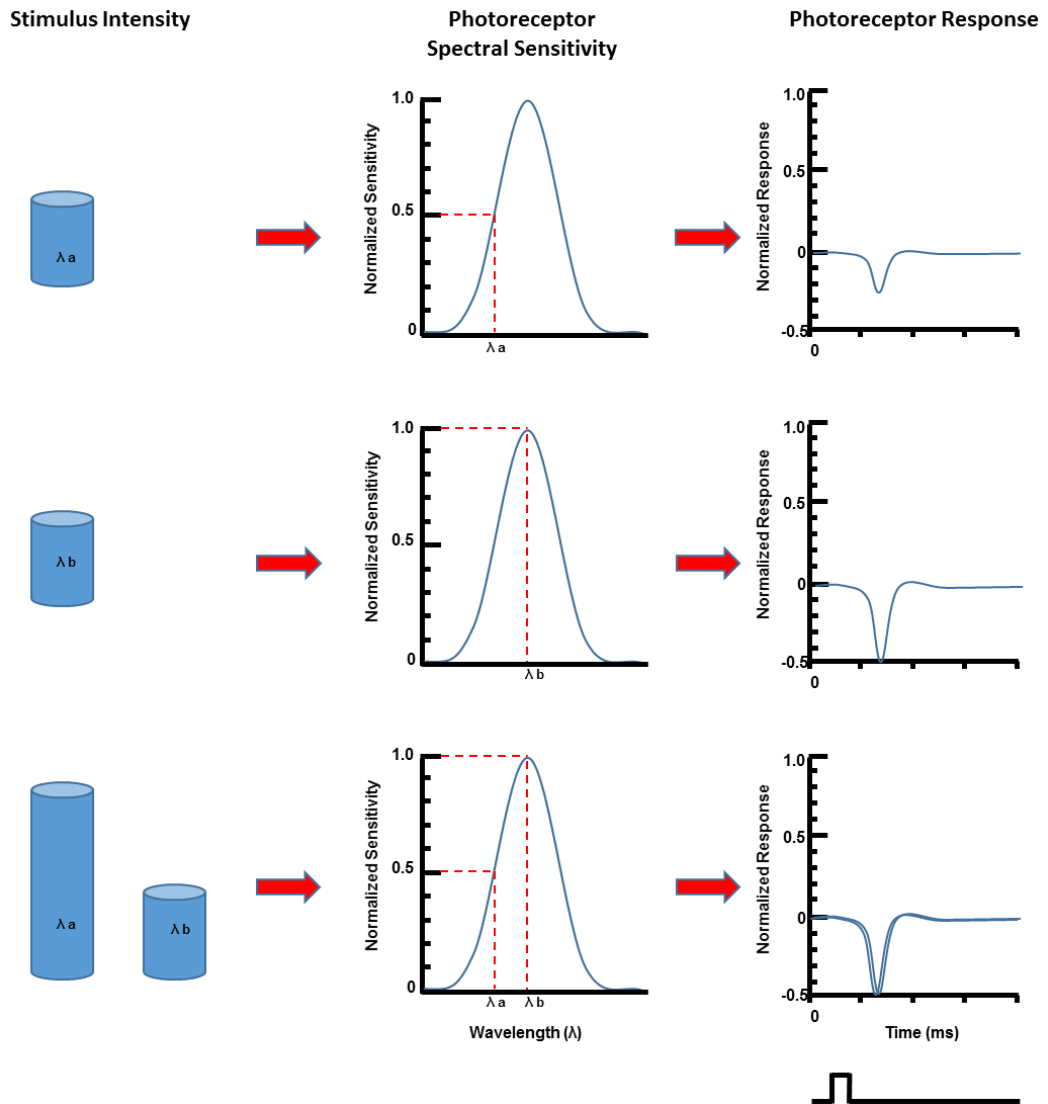 Stimulus Intensity
Photoreceptor
Spectral Sensitivity
Photoreceptor Response
λ a
Normalized Sensitivity
1.0
0.5
0
λ a
Normalized Response
1.0
0.5
0
-0.5
0
λ b
Normalized Sensitivity
1.0
0.5
0
λ b
Normalized Response
1.0
0.5
0
-0.5
0
λ a
λ b
Normalized Sensitivity
1.0
0.5
0
λ a
λ b
Wavelength (λ)
Normalized Response
1.0
0.5
0
-0.5
0
Time (ms)